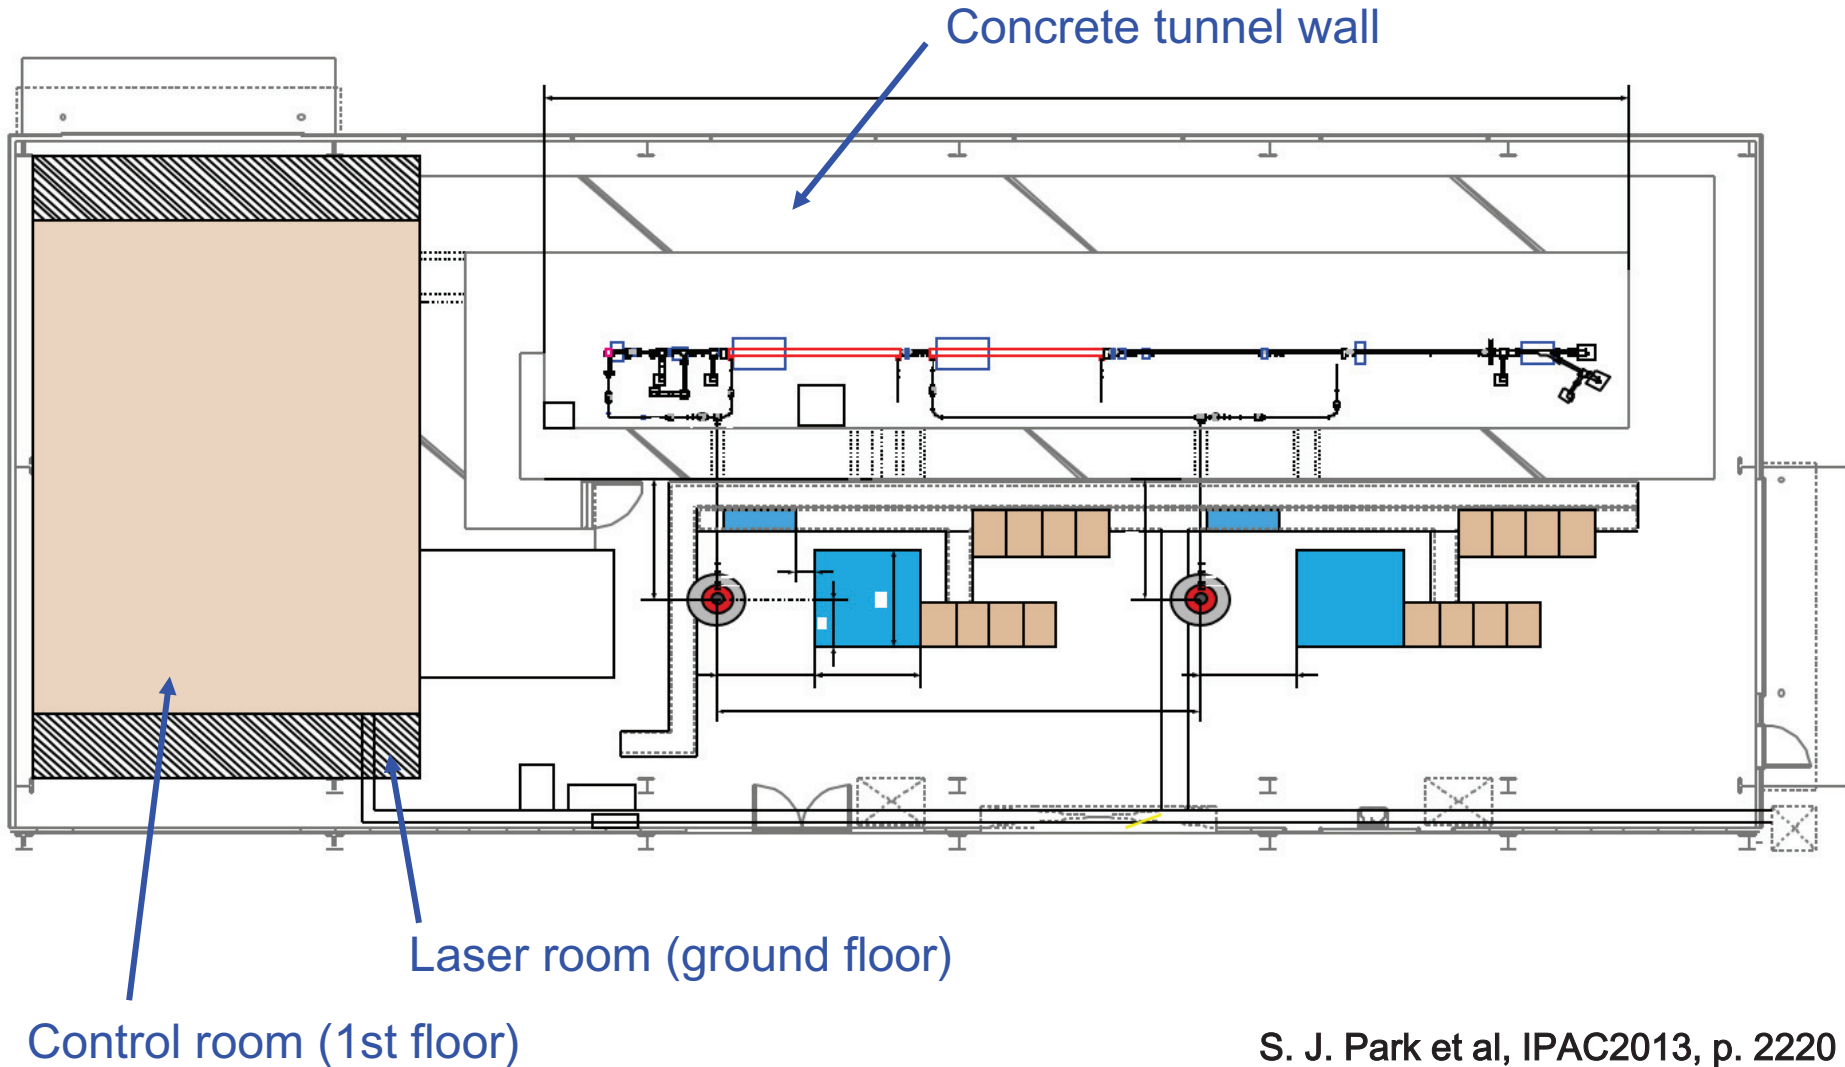 Concrete tunnel wall
Laser room (ground floor)
Control room (1st floor)
S. J. Park et al, IPAC2013, p. 2220